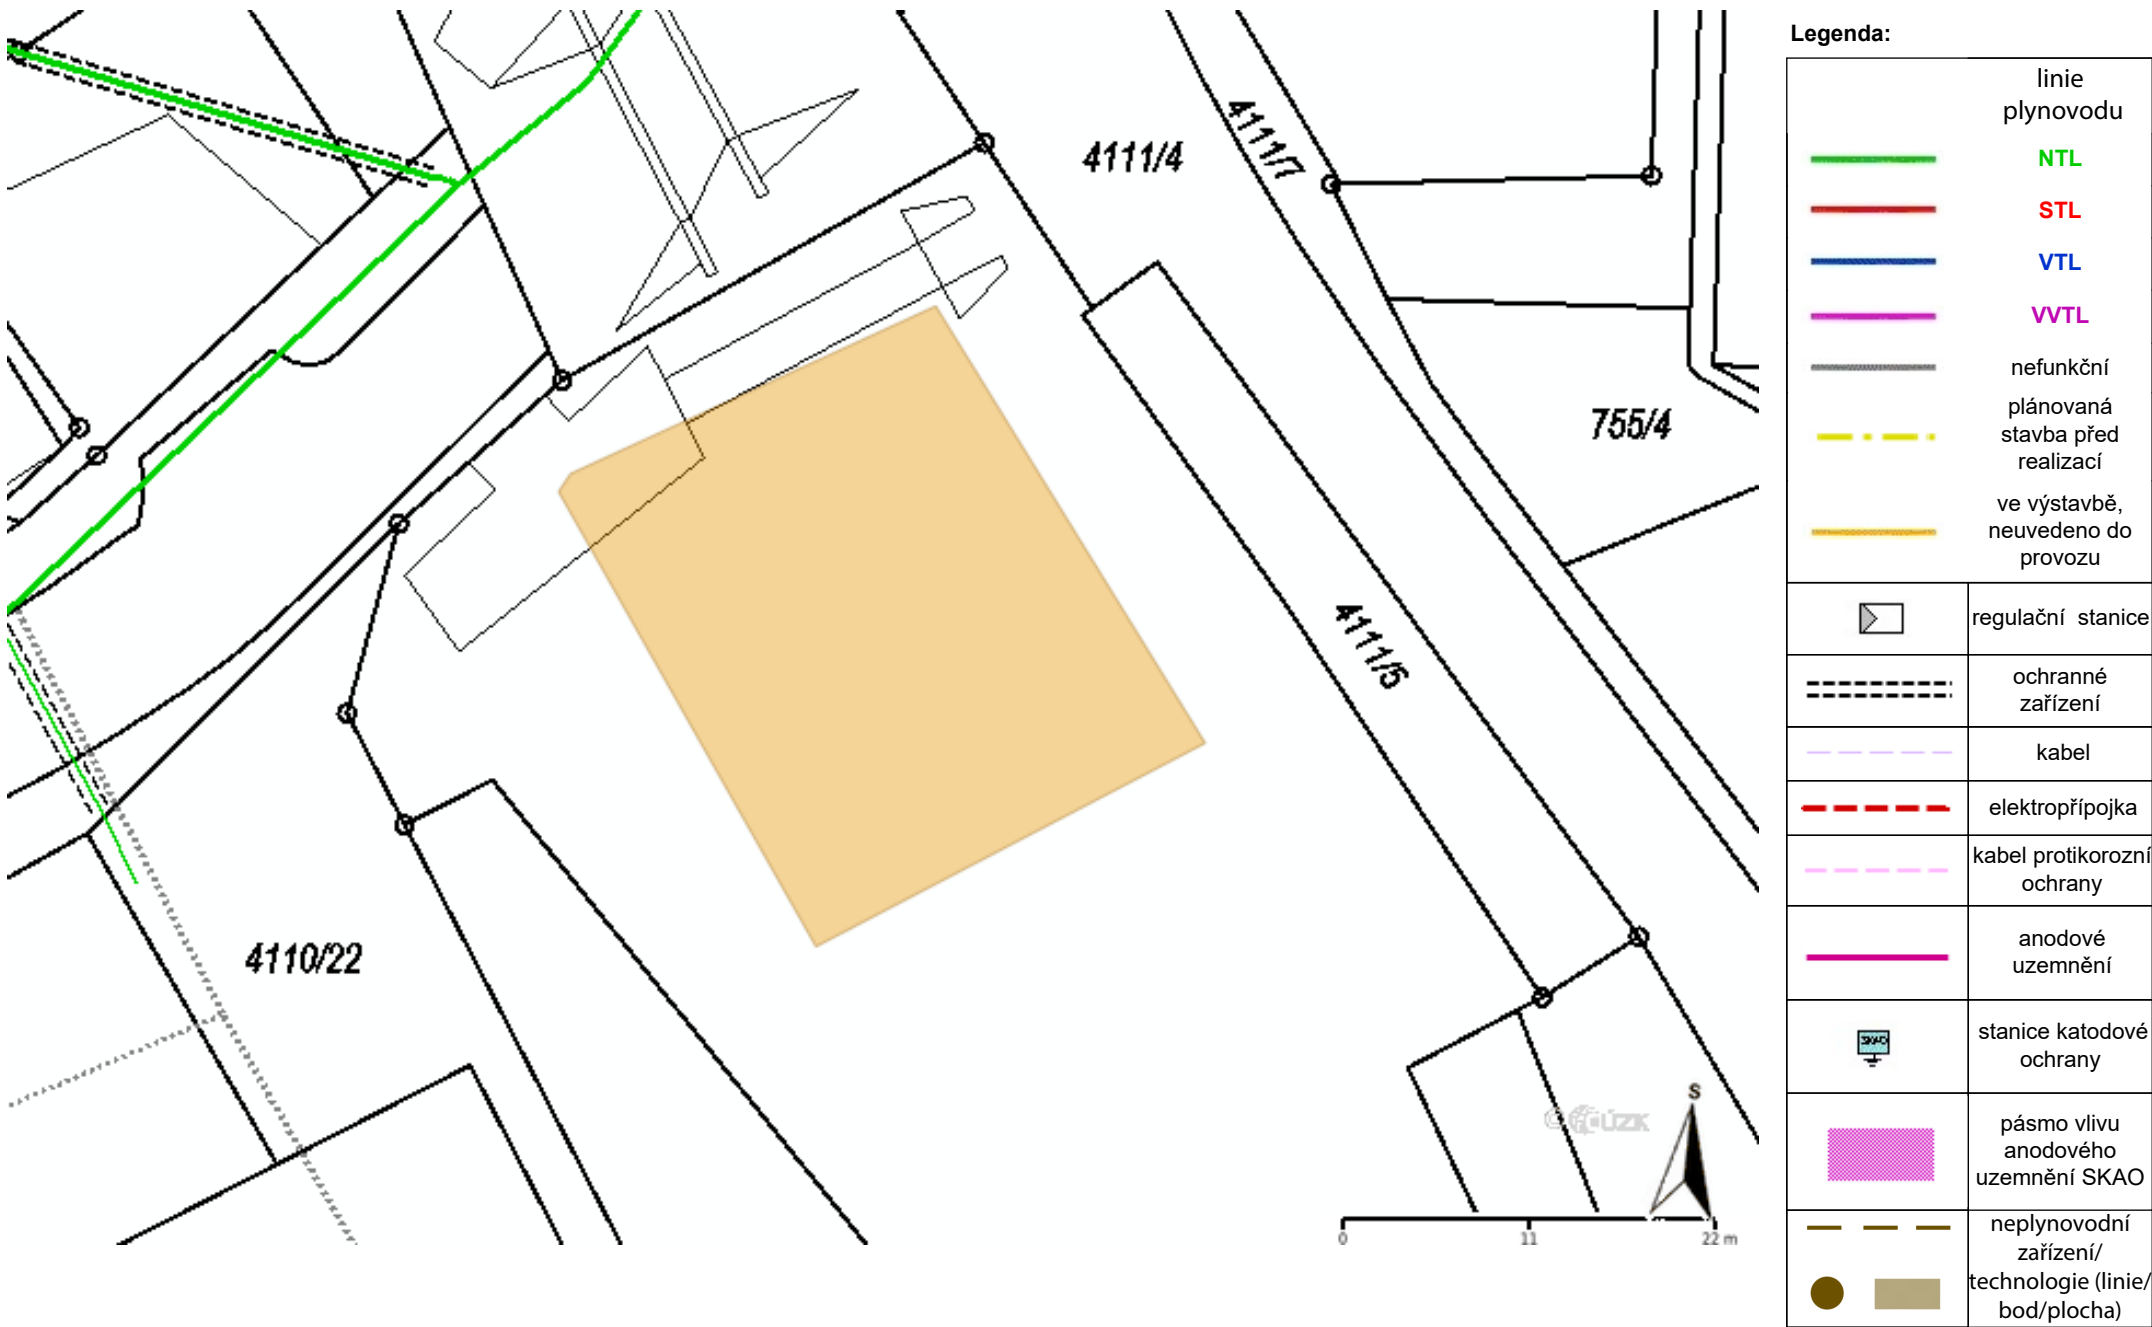 4111/4
4111/7
755/4
4111/5
4110/22
S
0 11 22 m
Legenda:
linie
plynovodu
NTL
STL
VTL
VVTL
nefunkční
plánovaná
stavba před
realizací
ve výstavbě,
neuvedeno do
provozu
regulační stanice
ochranné
zařízení
kabel
elektropřípojka
kabel protikorozní
ochrany
anodové
uzemnění
SKAO
stanice katodové
ochrany
pásmo vlivu
anodového
uzemnění SKAO
neplynovodní
zařízení/
technologie (linie/
bod/plocha)